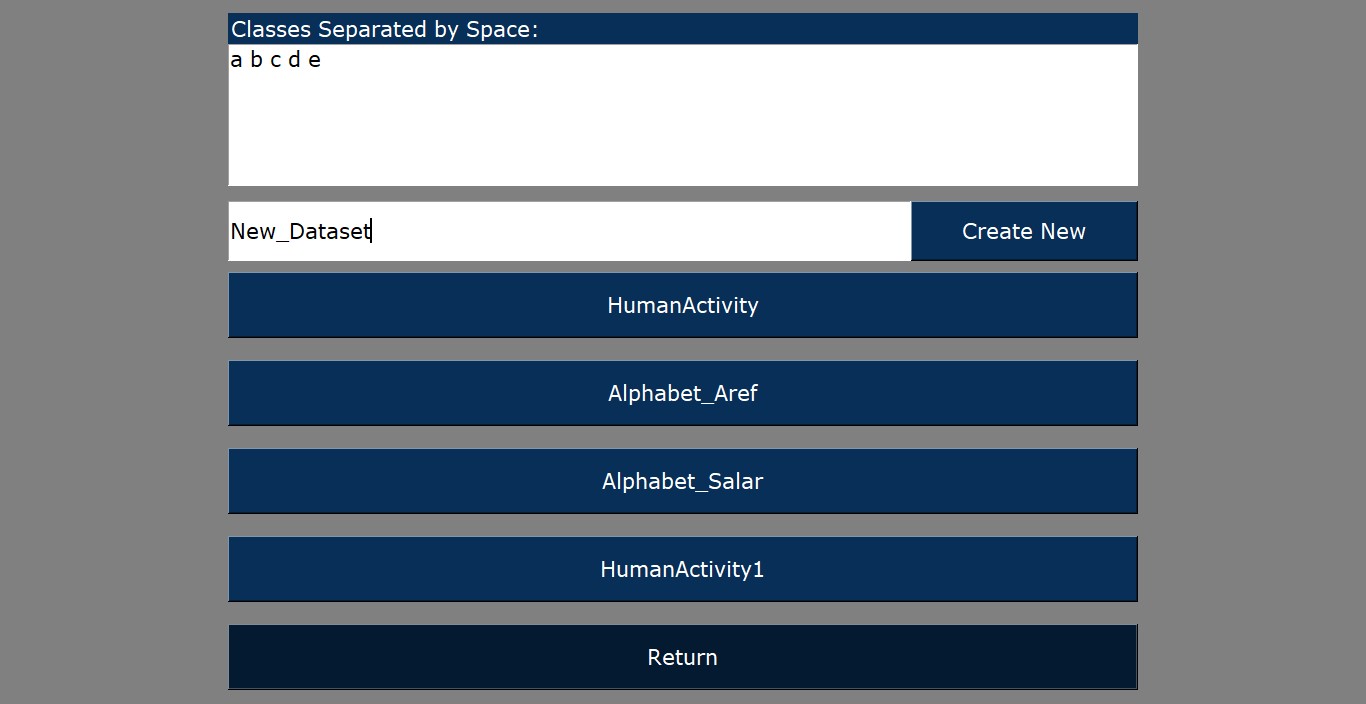 Classes Separated by Space:
a b c d e
New_Dataset
Create New
HumanActivity
Alphabet_Aref
Alphabet_Salar
HumanActivity1
Return